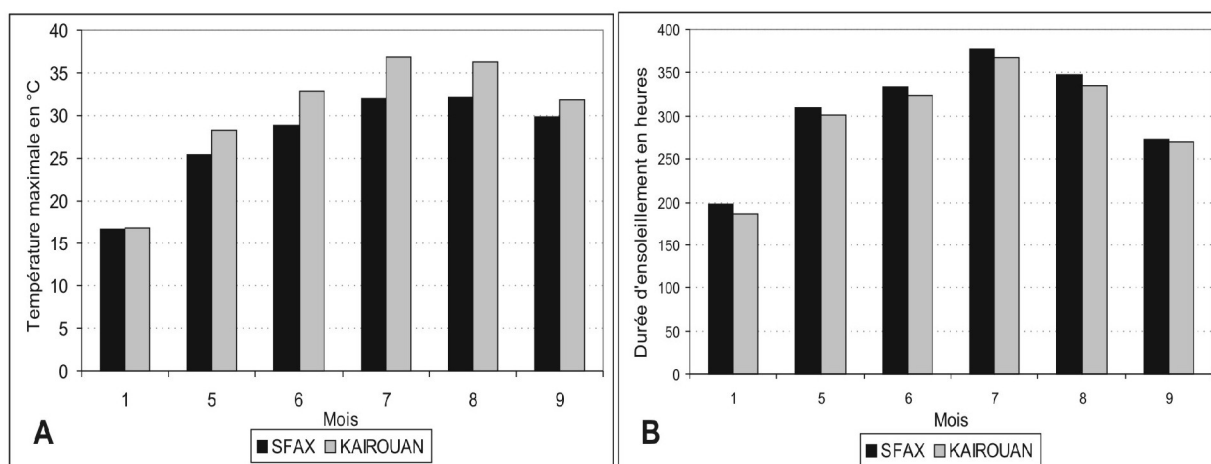 Température maximale en °C
40
35
30
25
20
15
10
5
0
1 5 6 7 8 9
Mois
A
SFAX KAIROUAN
Durée d'ensoleillement en heures
400
350
300
250
200
150
100
50
0
1 5 6 7 8 9
Mois
B
SFAX KAIROUAN